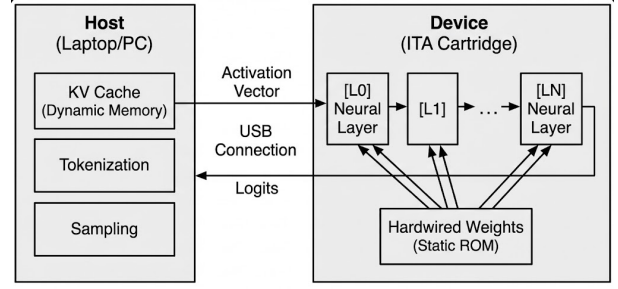 Host
(Laptop/PC)
KV Cache
(Dynamic Memory)
Tokenization
Sampling
Activation
Vector
USB
Connection
Logits
Device
(ITA Cartridge)
[L0]
Neural
Layer
[L1]
...
[LN]
Neural
Layer
Hardwired Weights
(Static ROM)